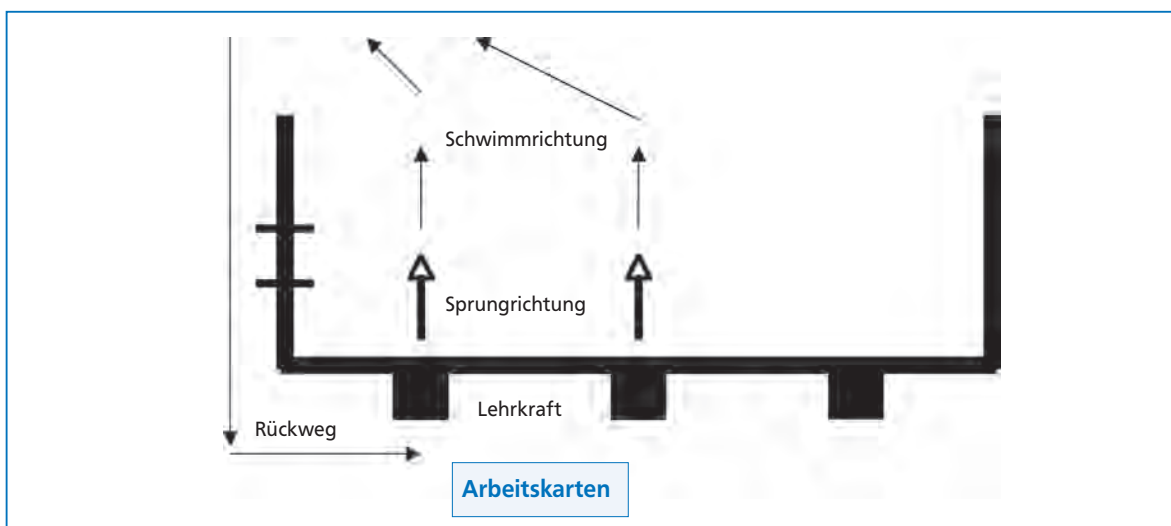 Schwimmrichtung
Sprungrichtung
Lehrkraft
Rückweg
Arbeitskarten